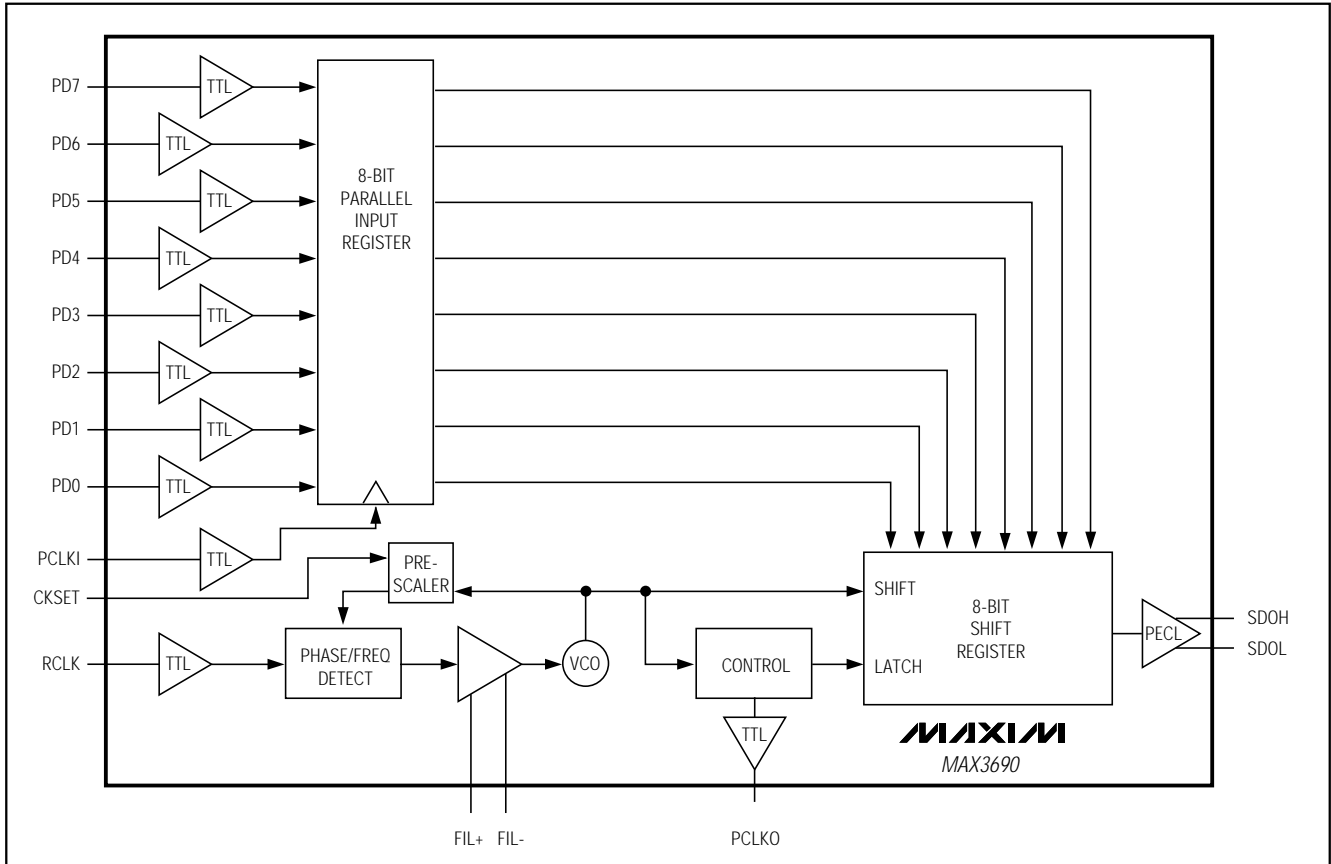 PD7
TTL
PD6
TTL
8-BIT
PARALLEL
INPUT
REGISTER
PD5
TTL
PD4
TTL
PD3
TTL
PD2
TTL
PD1
TTL
PD0
TTL
PCLKI
TTL
CKSET
PRE-
SCALER
RCLK
TTL
PHASE/FREQ
DETECT
VCO
CONTROL
TTL
SHIFT
LATCH
8-BIT
SHIFT
REGISTER
PECL
SDOH
SDOL
MAXIM
MAX3690
FIL+ FIL-
PCLKO